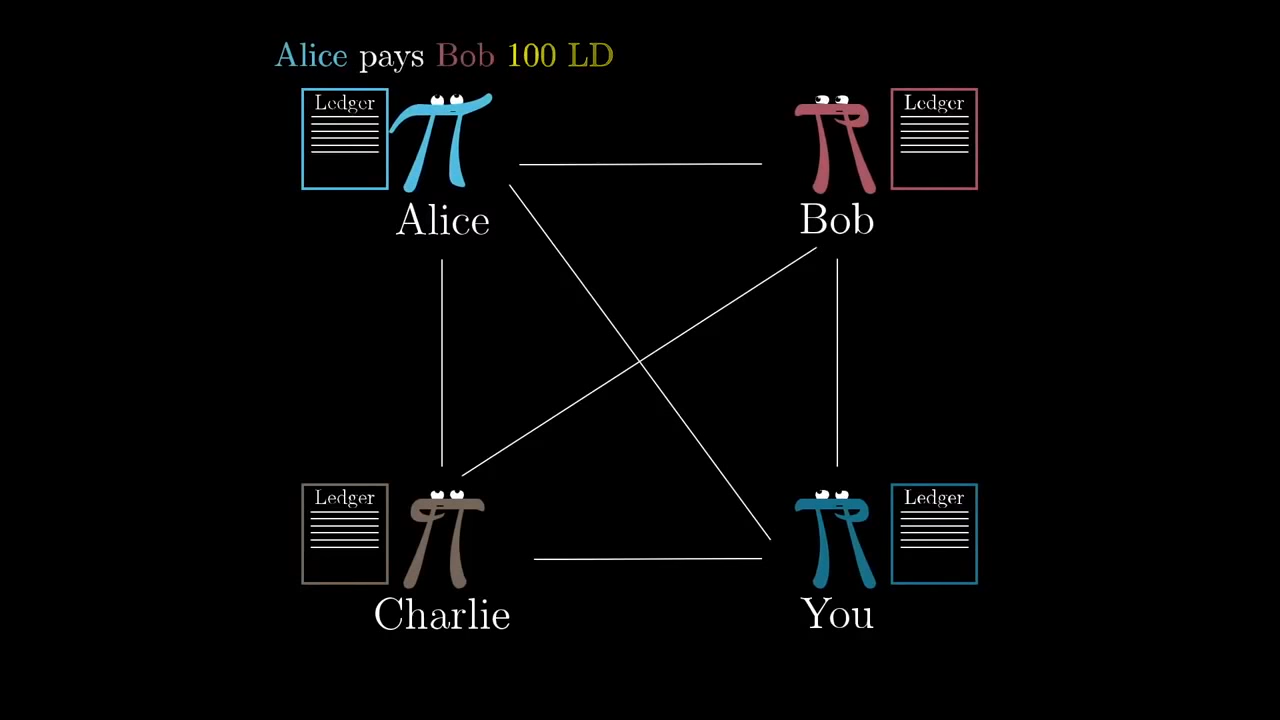 Alice pays Bob 100 LD
Ledger
Ledger
Alice
Bob
Ledger
Ledger
Charlie
You